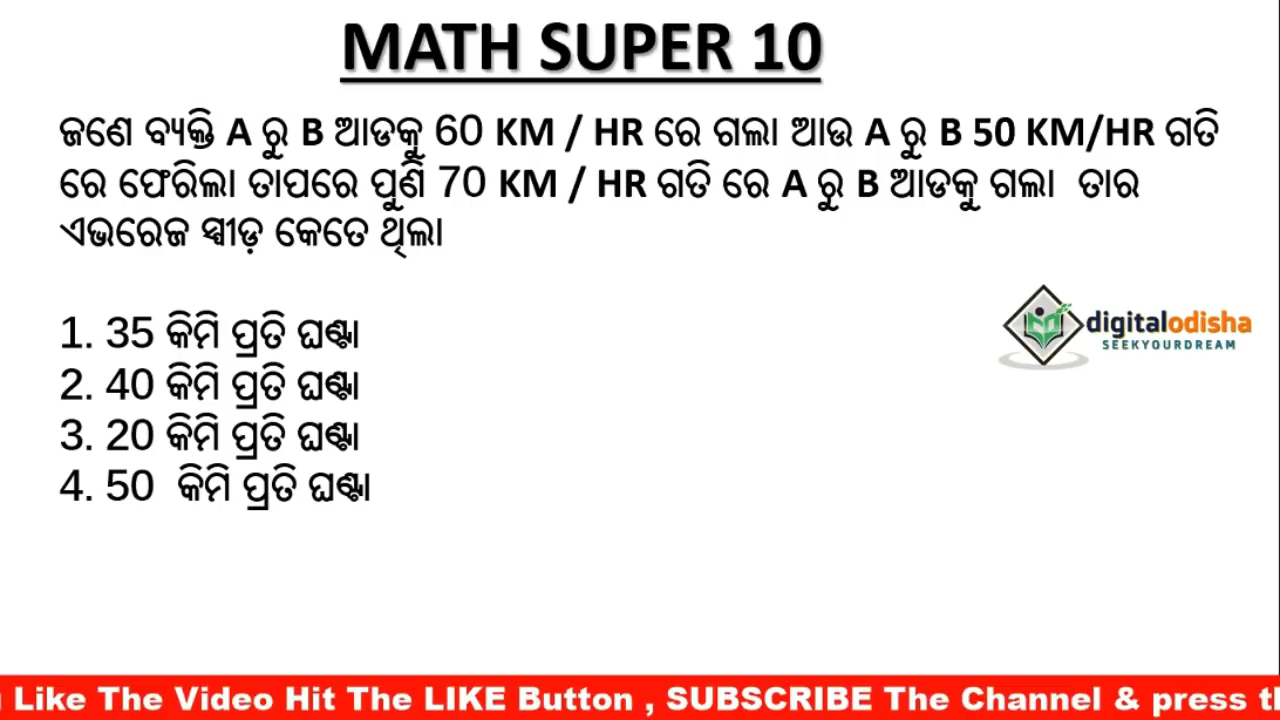 MATH SUPER 10
ଜଣେ ବ୍ୟକ୍ତି A ରୁ B ଆଡକୁ 60 KM / HR ରେ ଗଲା ଆଉ A ରୁ B 50 KM/HR ଗତି
ରେ ଫେରିଲା ତାପରେ ପୁଣି 70 KM / HR ଗତି ରେ A ରୁ B ଆଡକୁ ଗଲା ତାର
ଏଭରେଜ ସ୍ପୀଡ଼ କେତେ ଥିଲା
1. 35 କିମି ପ୍ରତି ଘଣ୍ଟା
2. 40 କିମି ପ୍ରତି ଘଣ୍ଟା
3. 20 କିମି ପ୍ରତି ଘଣ୍ଟା
4. 50 କିମି ପ୍ରତି ଘଣ୍ଟା
digitalodisha
SEEKYOURDREAM
Like The Video Hit The LIKE Button , SUBSCRIBE The Channel & press